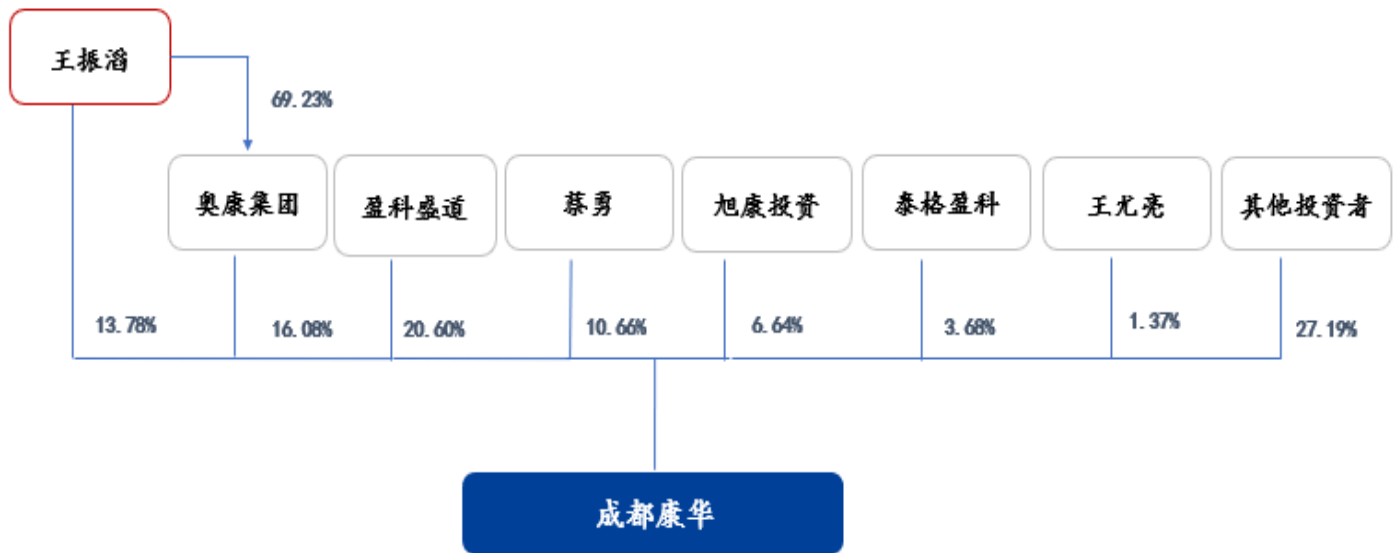 王振滔
69.23%
奥康集团
盈科盛道
蔡勇
旭康投资
泰格盈科
王尤亮
其他投资者
13.78%
16.08%
20.60%
10.66%
6.64%
3.68%
1.37%
27.19%
成都康华